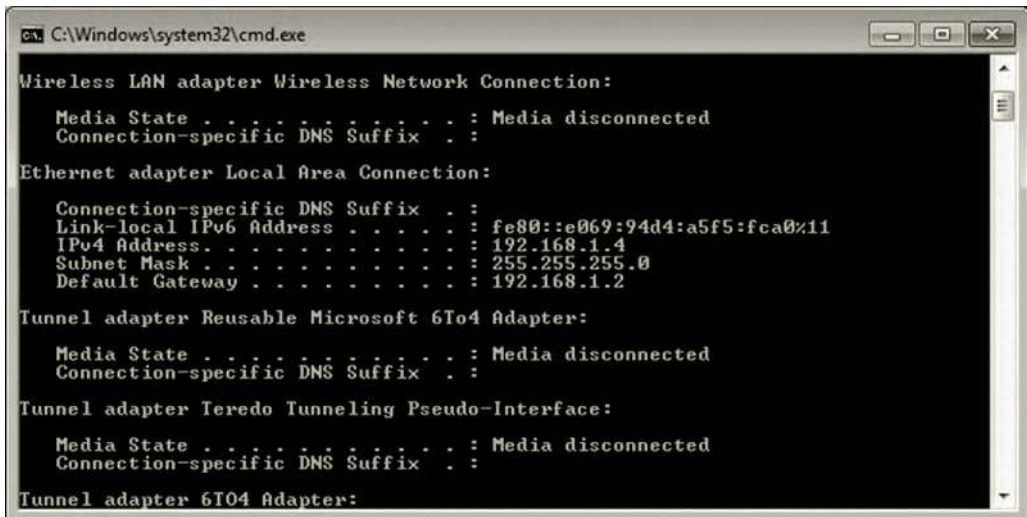 C:\Windows\system32\cmd.exe
Wireless LAN adapter Wireless Network Connection:
Media State . . . . . . . . . . . : Media disconnected
Connection-specific DNS Suffix  . :
Ethernet adapter Local Area Connection:
Connection-specific DNS Suffix  . :
Link-local IPv6 Address . . . . . : fe80::e069:94d4:a5f5:fca0%11
IPv4 Address. . . . . . . . . . . : 192.168.1.4
Subnet Mask . . . . . . . . . . . : 255.255.255.0
Default Gateway . . . . . . . . . : 192.168.1.2
Tunnel adapter Reusable Microsoft 6To4 Adapter:
Media State . . . . . . . . . . . : Media disconnected
Connection-specific DNS Suffix  . :
Tunnel adapter Teredo Tunneling Pseudo-Interface:
Media State . . . . . . . . . . . : Media disconnected
Connection-specific DNS Suffix  . :
Tunnel adapter 6TO4 Adapter: